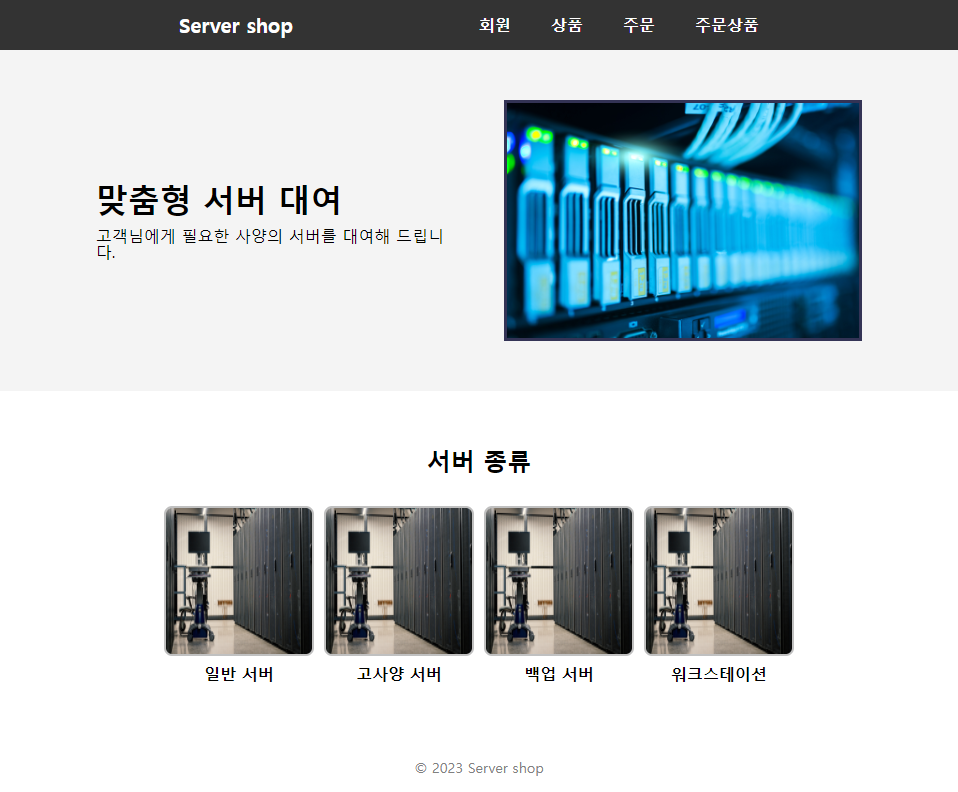 Server shop
회원 상품 주문 주문상품
맞춤형 서버 대여
고객님에게 필요한 사양의 서버를 대여해 드립니
다.
서버 종류
일반 서버 고사양 서버 백업 서버 워크스테이션
© 2023 Server shop